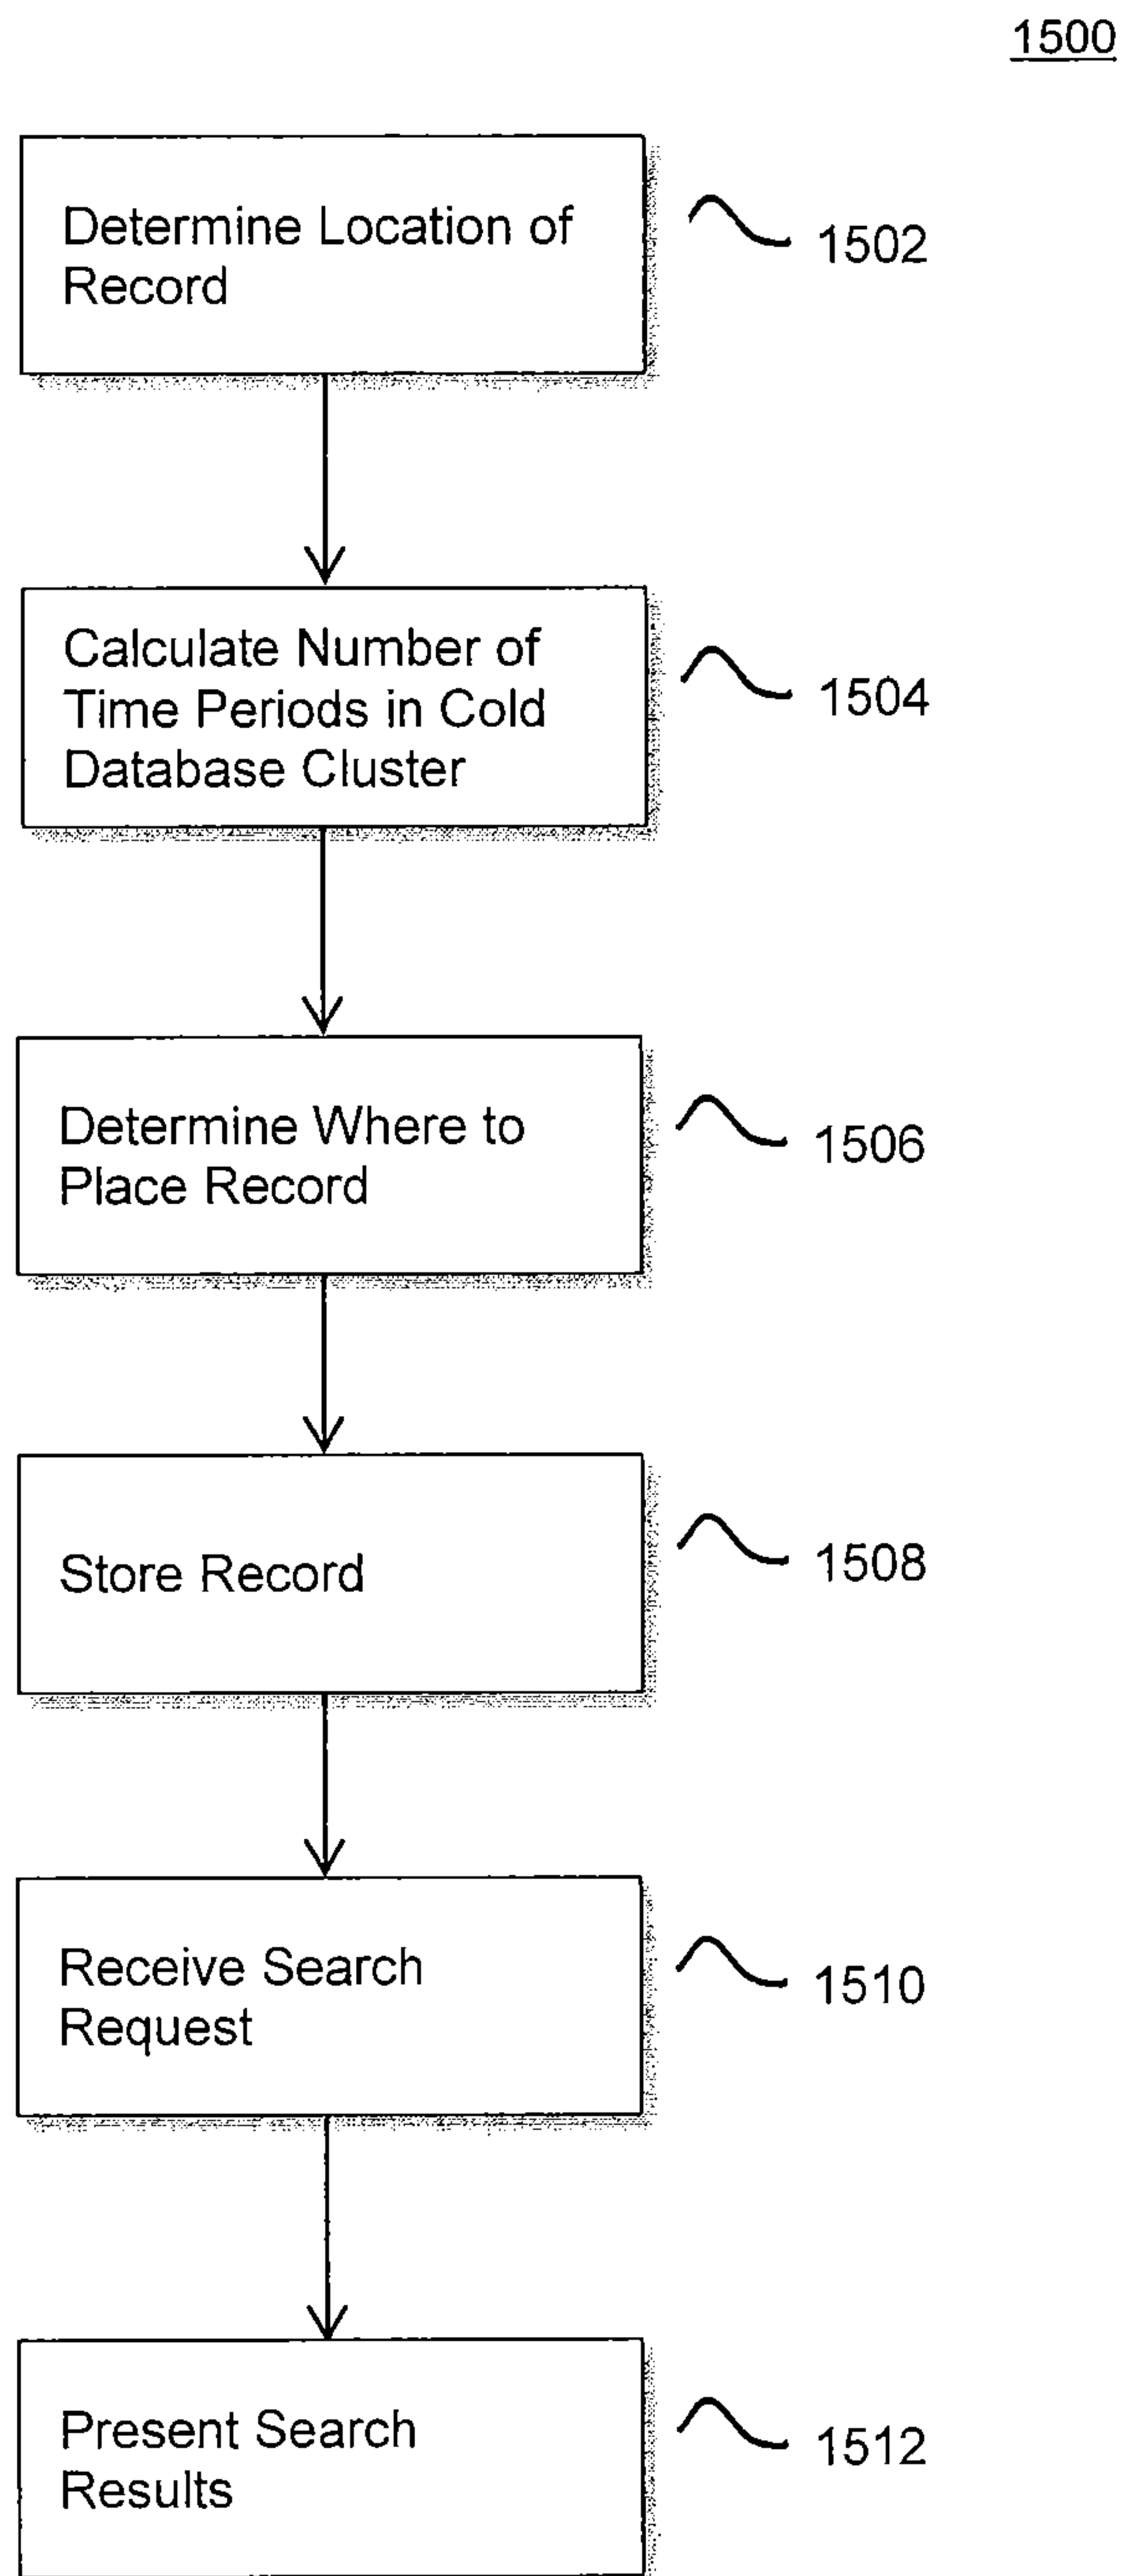 1500
Determine Location of
Record
1502
Calculate Number of
Time Periods in Cold
Database Cluster
1504
Determine Where to
Place Record
1506
Store Record
1508
Receive Search
Request
1510
Present Search
Results
1512